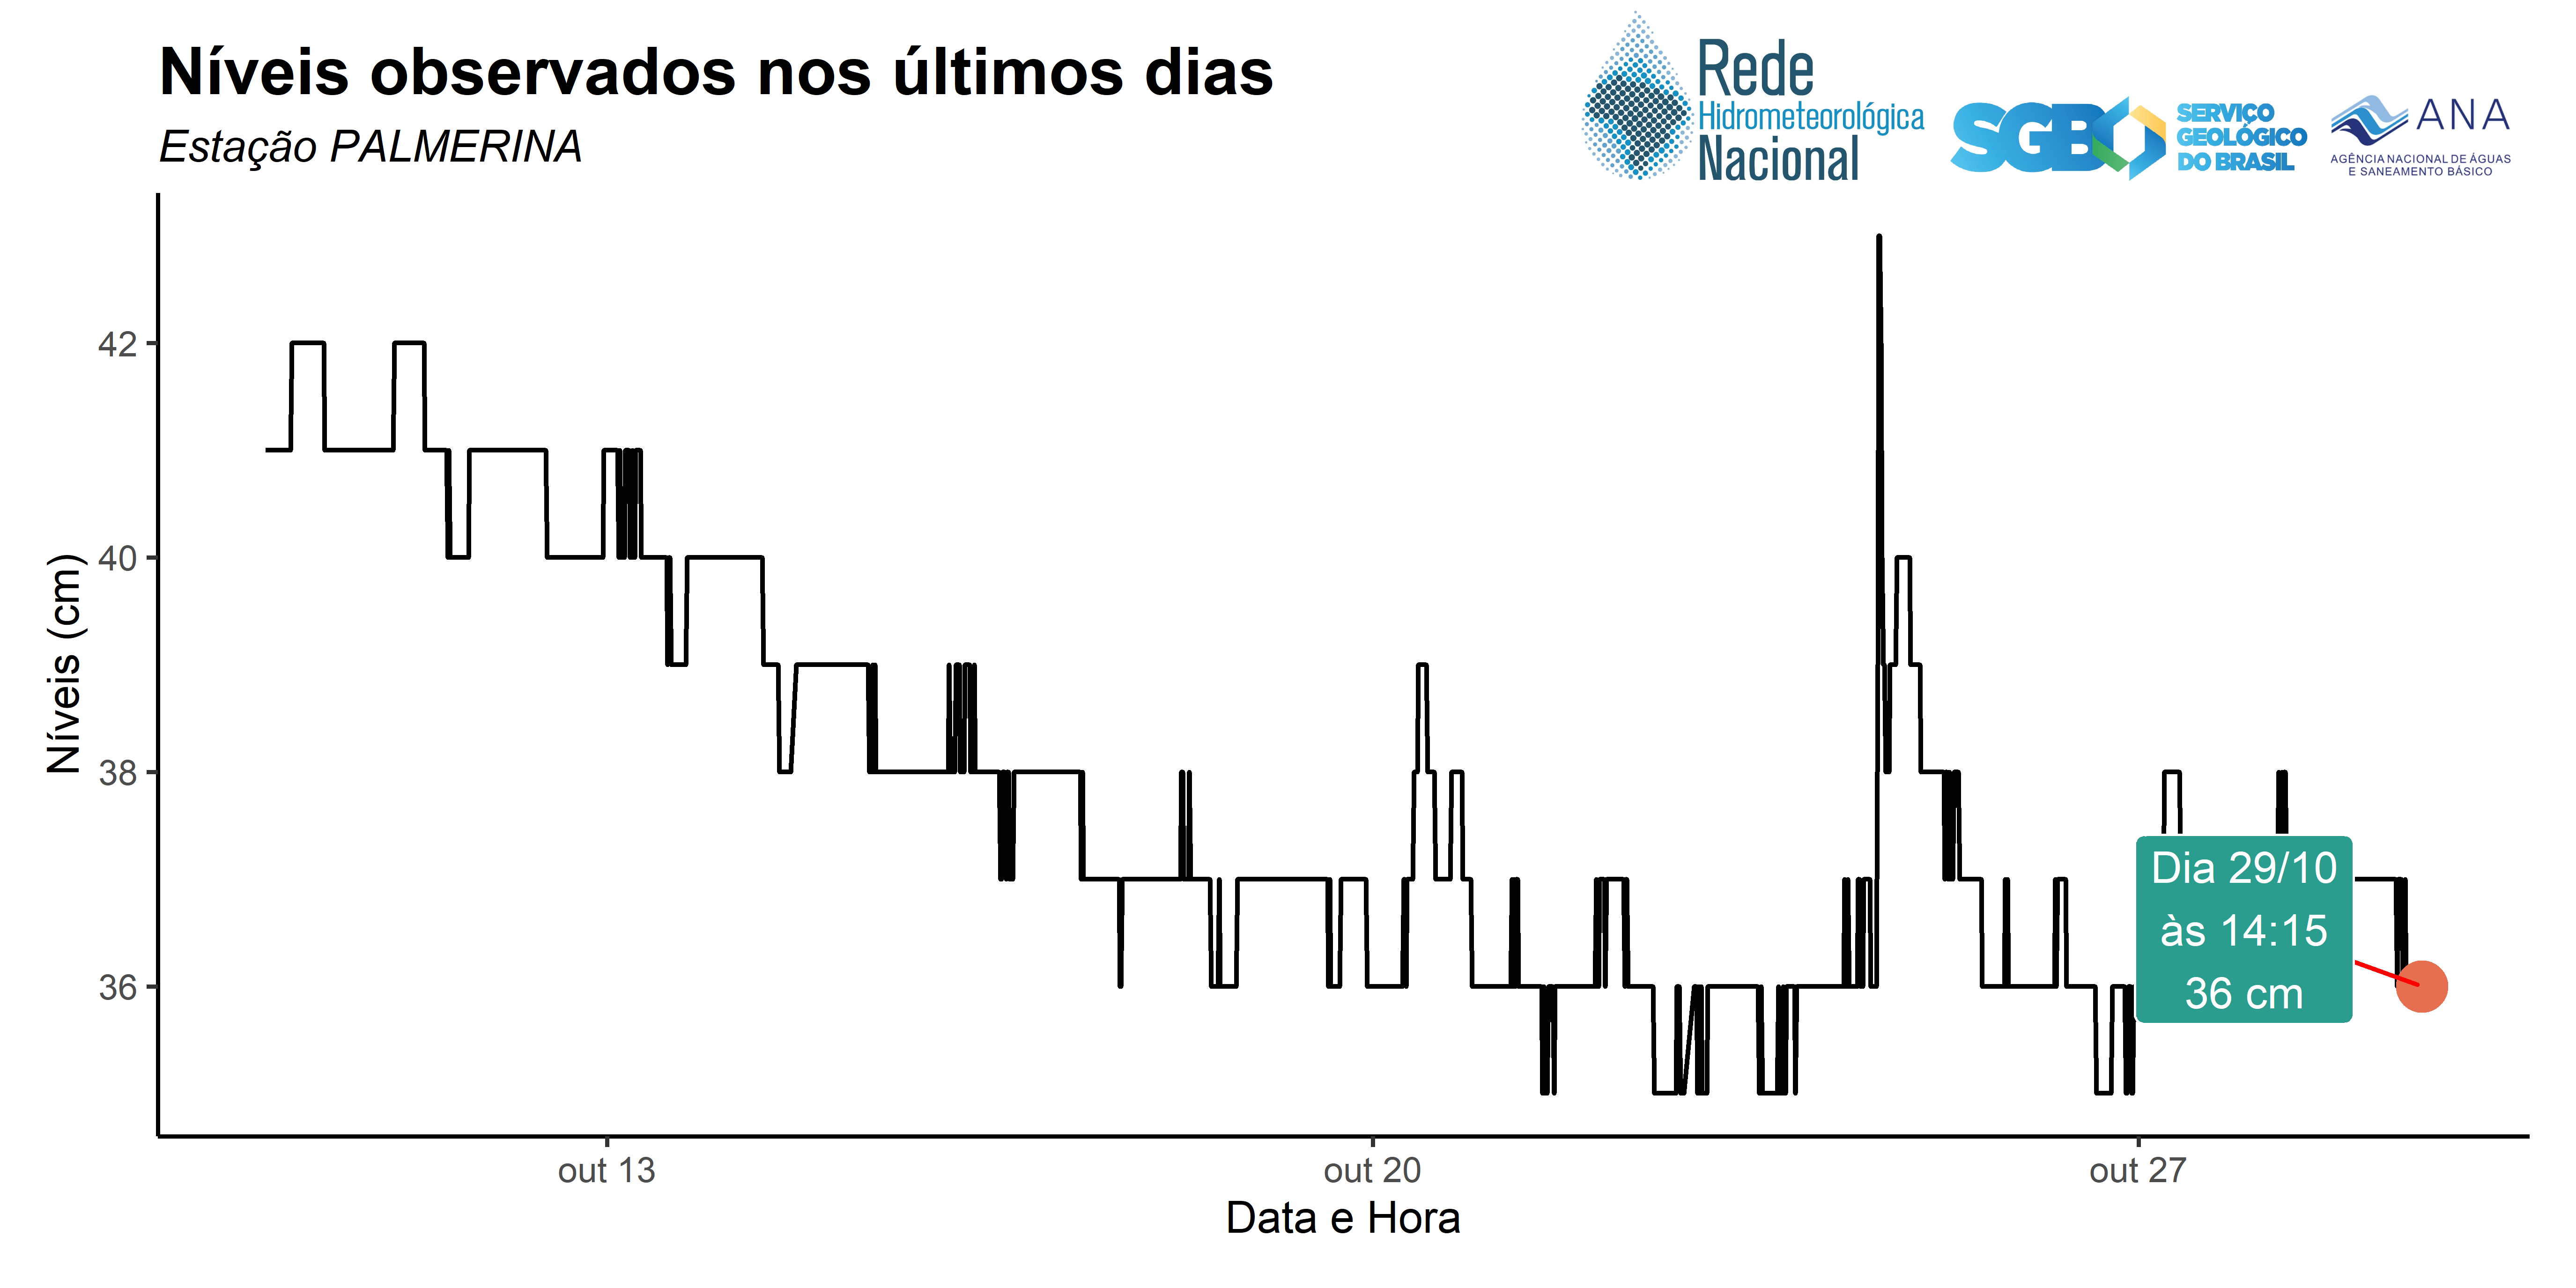 Níveis observados nos últimos dias
Estação PALMERINA
Rede
Hidrometeorológica
Nacional
SGB
SERVIÇO
GEOLÓGICO
DO BRASIL
ANA
AGÊNCIA NACIONAL DE ÁGUAS
E SANEAMENTO BÁSICO
Níveis (cm)
42
40
38
36
Dia 29/10
às 14:15
36 cm
out 13
out 20
out 27
Data e Hora